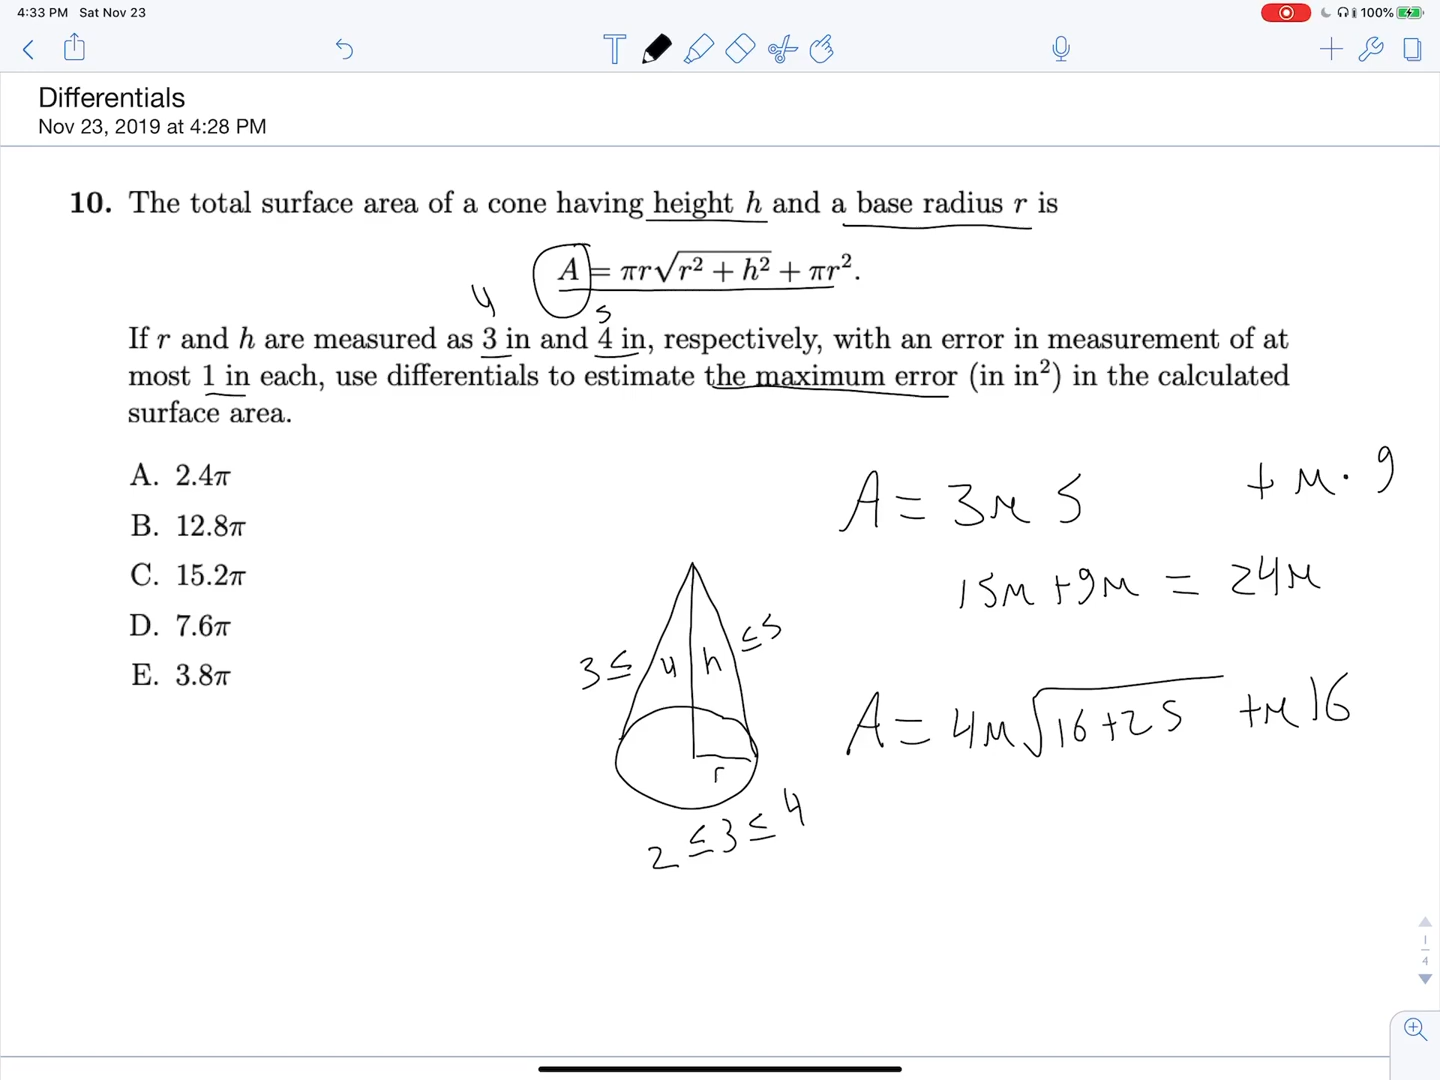 4:33 PM Sat Nov 23
100%
Differentials
Nov 23, 2019 at 4:28 PM
10. The total surface area of a cone having height h and a base radius r is
A = πr√(r² + h²) + πr².
4
5
If r and h are measured as 3 in and 4 in, respectively, with an error in measurement of at
most 1 in each, use differentials to estimate the maximum error (in in²) in the calculated
surface area.
A. 2.4π
B. 12.8π
C. 15.2π
D. 7.6π
E. 3.8π
A = 3π 5 + π · 9
15π + 9π = 24π
3 ≤ 4 h ≤ 5
r
2 ≤ 3 ≤ 4
A = 4π√(16 + 25) + π16
1
4